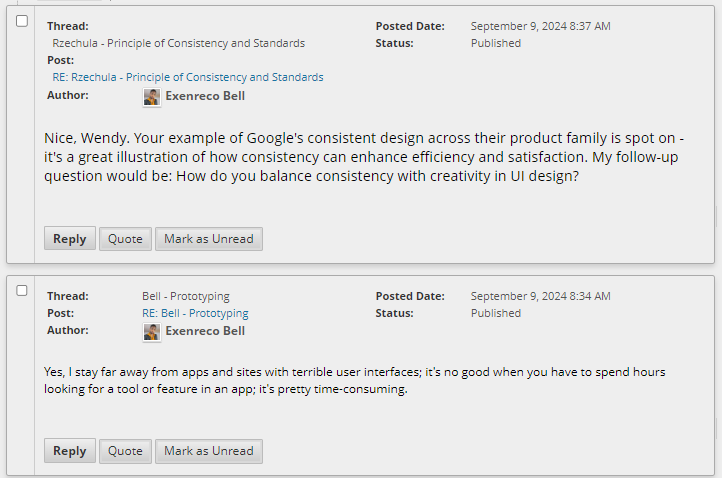 Thread: Posted Date: September 9, 2024 8:37 AM
Rzechula - Principle of Consistency and Standards Status: Published
Post:
RE: Rzechula - Principle of Consistency and Standards
Author: Exenreco Bell
Nice, Wendy. Your example of Google's consistent design across their product family is spot on -
it's a great illustration of how consistency can enhance efficiency and satisfaction. My follow-up
question would be: How do you balance consistency with creativity in UI design?
Reply Quote Mark as Unread
Thread: Bell - Prototyping Posted Date: September 9, 2024 8:34 AM
Post: RE: Bell - Prototyping Status: Published
Author: Exenreco Bell
Yes, I stay far away from apps and sites with terrible user interfaces; it's no good when you have to spend hours
looking for a tool or feature in an app; it's pretty time-consuming.
Reply Quote Mark as Unread